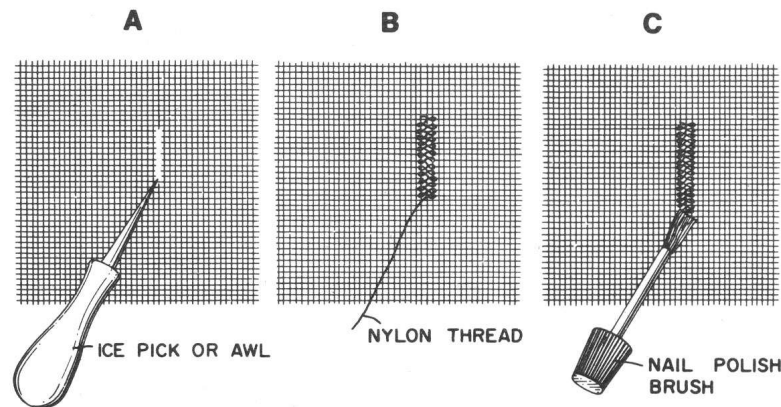 A
B
C
ICE PICK OR AWL
NYLON THREAD
NAIL POLISH
BRUSH